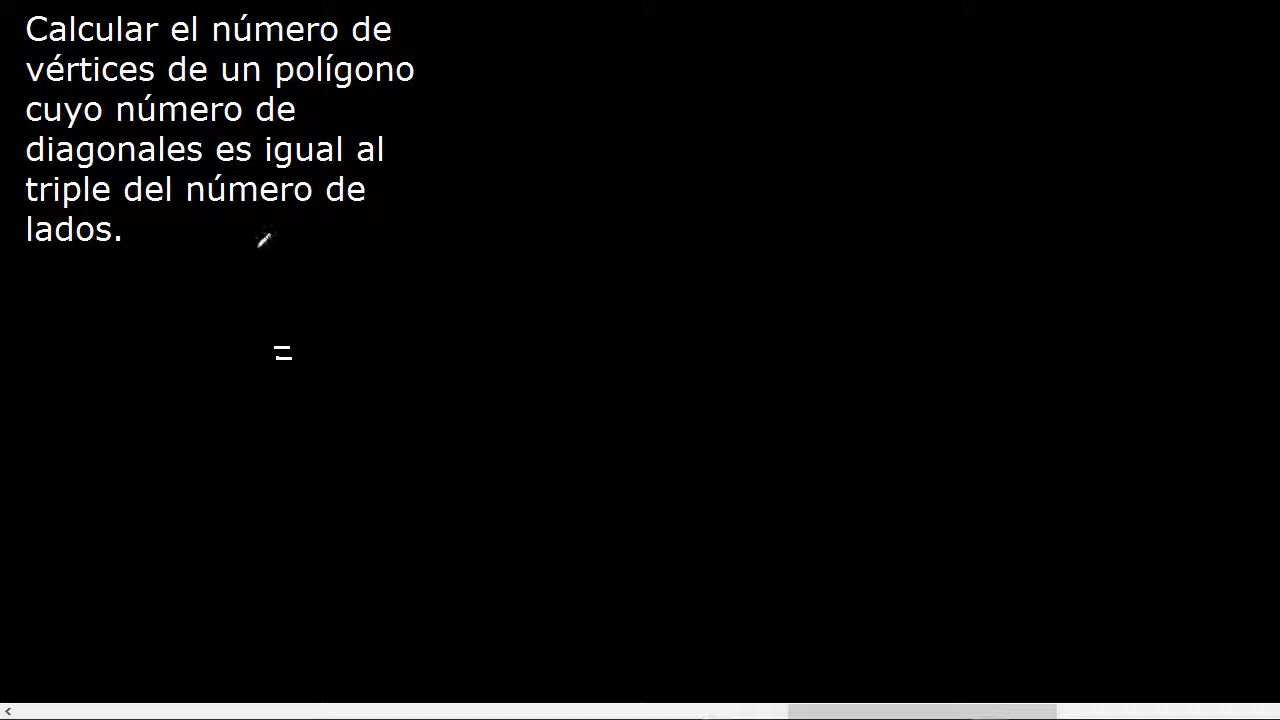 Calcular el número de
vértices de un polígono
cuyo número de
diagonales es igual al
triple del número de
lados.
=